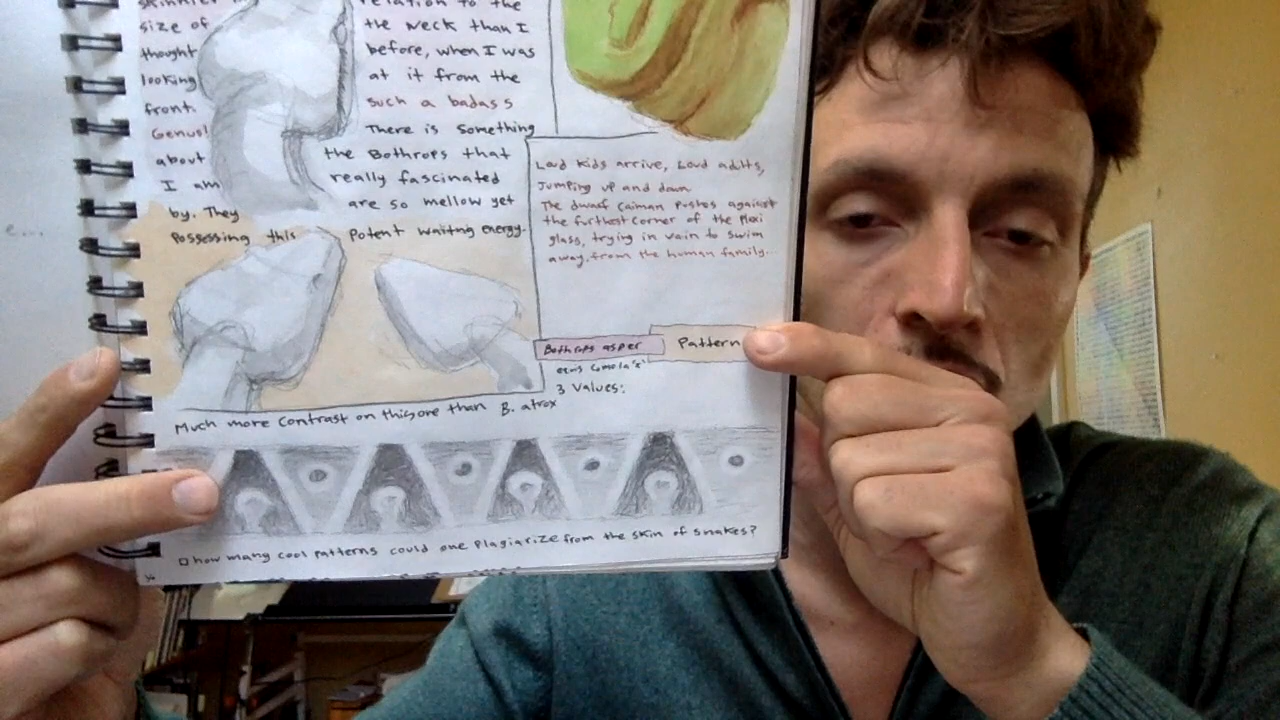 skinnier in relation to the
size of the neck than I
thought before, when I was
looking at it from the
front. such a badass
Genus! There is something
about the Bothrops that
I am really fascinated
by. They are so mellow yet
Possessing this Potent waiting energy.
Loud kids arrive, Loud adults,
Jumping up and down
The dwarf Caiman pushes against
the furthest corner of the Plexi
glass, trying in vain to swim
away, from the human family...
Bothrops asper Pattern
3 values:
Much more contrast on this one than B. atrox
how many cool patterns could one plagiarize from the skin of snakes?